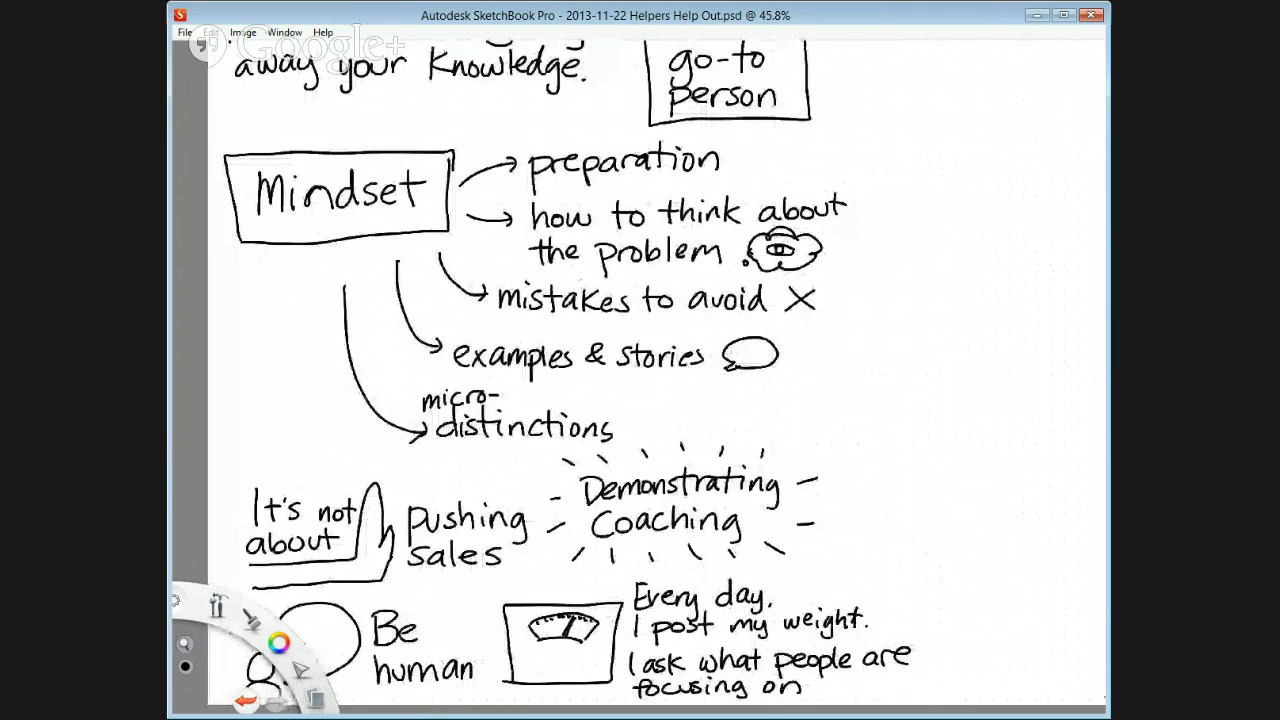 Autodesk SketchBook Pro - 2013-11-22 Helpers Help Out.psd @ 45.8%
File Edit Image Window Help
Google+
away your knowledge.
go-to
person
Mindset
preparation
how to think about
the problem
mistakes to avoid X
examples & stories
micro-
distinctions
It's not
about
pushing
sales
Demonstrating
Coaching
Be
human
Every day.
I post my weight.
I ask what people are
focusing on